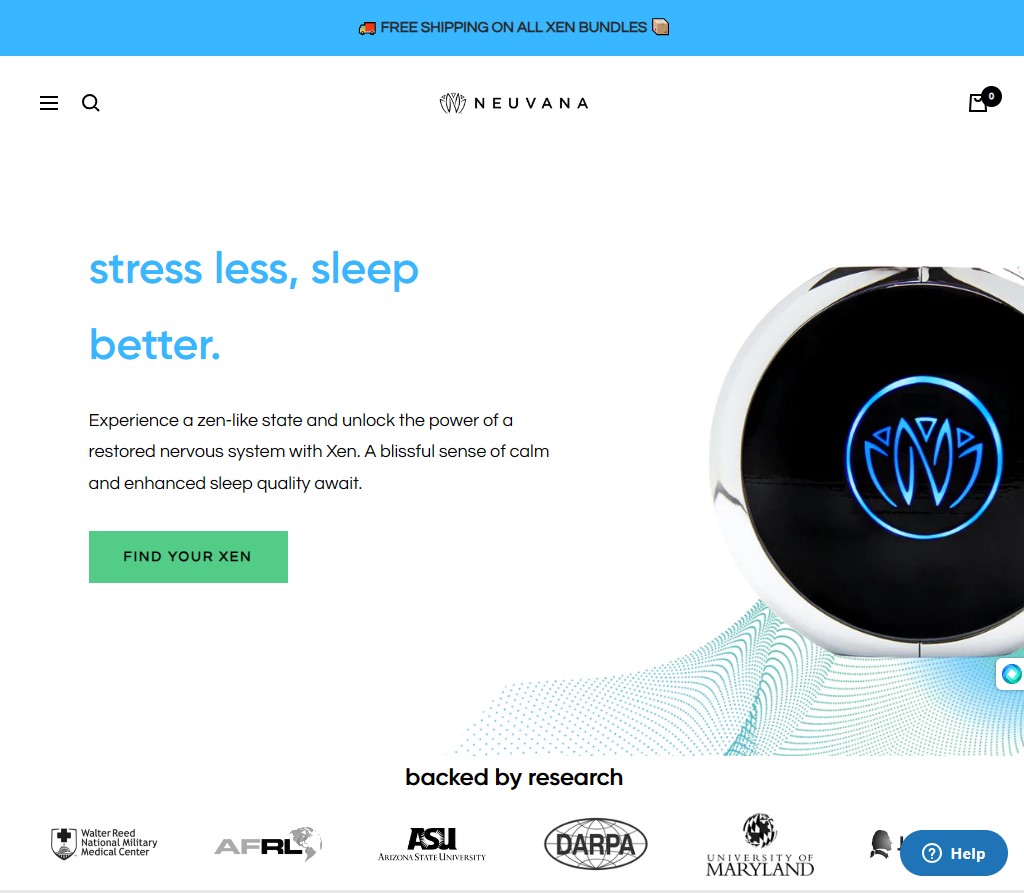 🚚 FREE SHIPPING ON ALL XEN BUNDLES 📦
NEUVANA
0
stress less, sleep
better.
Experience a zen-like state and unlock the power of a
restored nervous system with Xen. A blissful sense of calm
and enhanced sleep quality await.
FIND YOUR XEN
backed by research
Walter Reed
National Military
Medical Center
AFRL
ASU
ARIZONA STATE UNIVERSITY
DARPA
UNIVERSITY OF
MARYLAND
Help